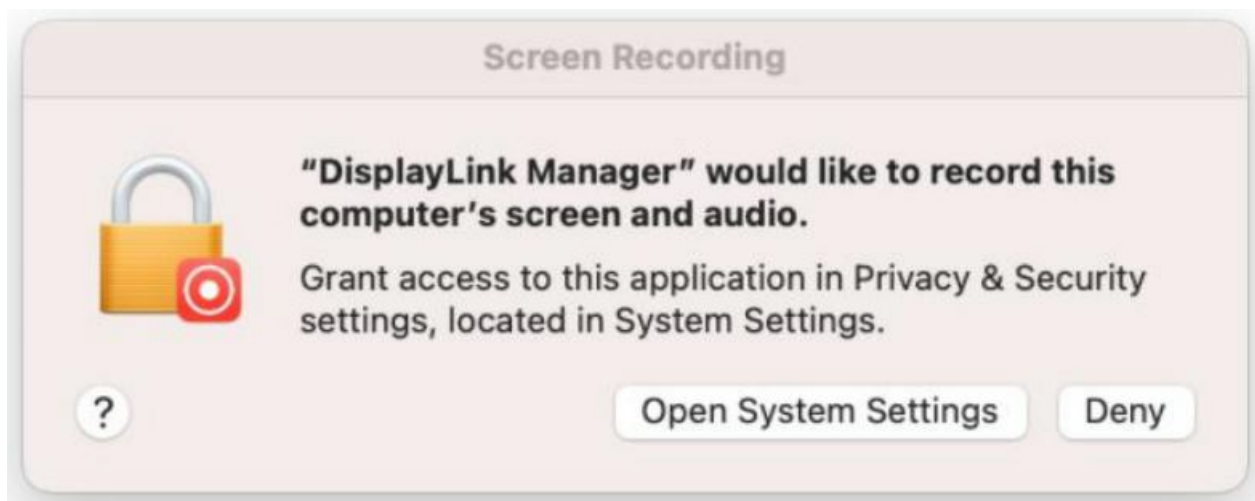 Screen Recording
“DisplayLink Manager” would like to record this
computer’s screen and audio.
Grant access to this application in Privacy & Security
settings, located in System Settings.
?
Open System Settings
Deny